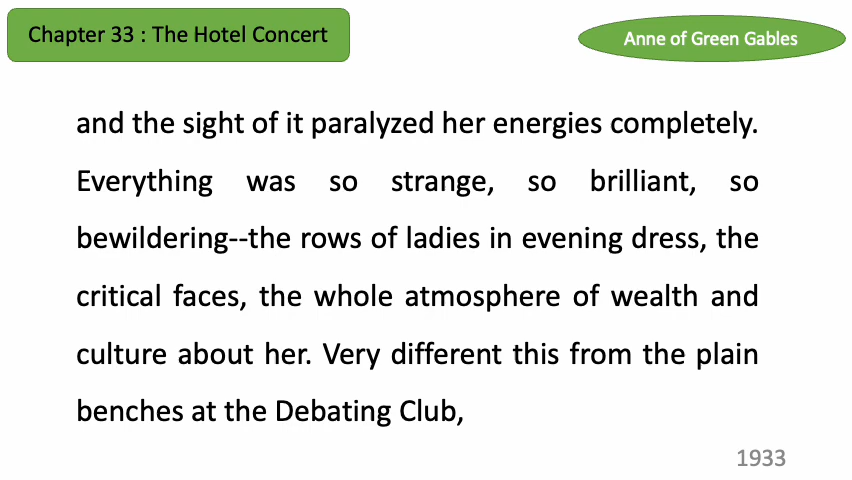 Chapter 33 : The Hotel Concert
Anne of Green Gables
and the sight of it paralyzed her energies completely.
Everything was so strange, so brilliant, so
bewildering--the rows of ladies in evening dress, the
critical faces, the whole atmosphere of wealth and
culture about her. Very different this from the plain
benches at the Debating Club,
1933